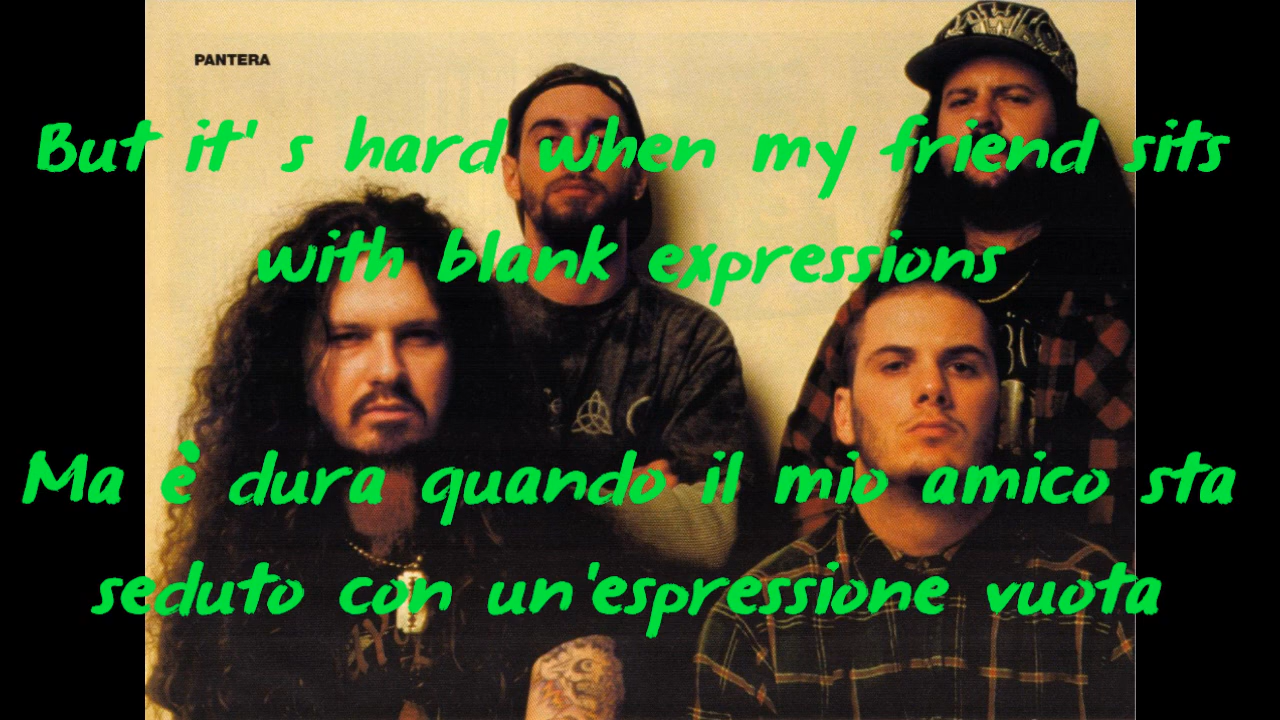 PANTERA
But it' s hard when my friend sits
with blank expressions
Ma è dura quando il mio amico sta
seduto con un'espressione vuota